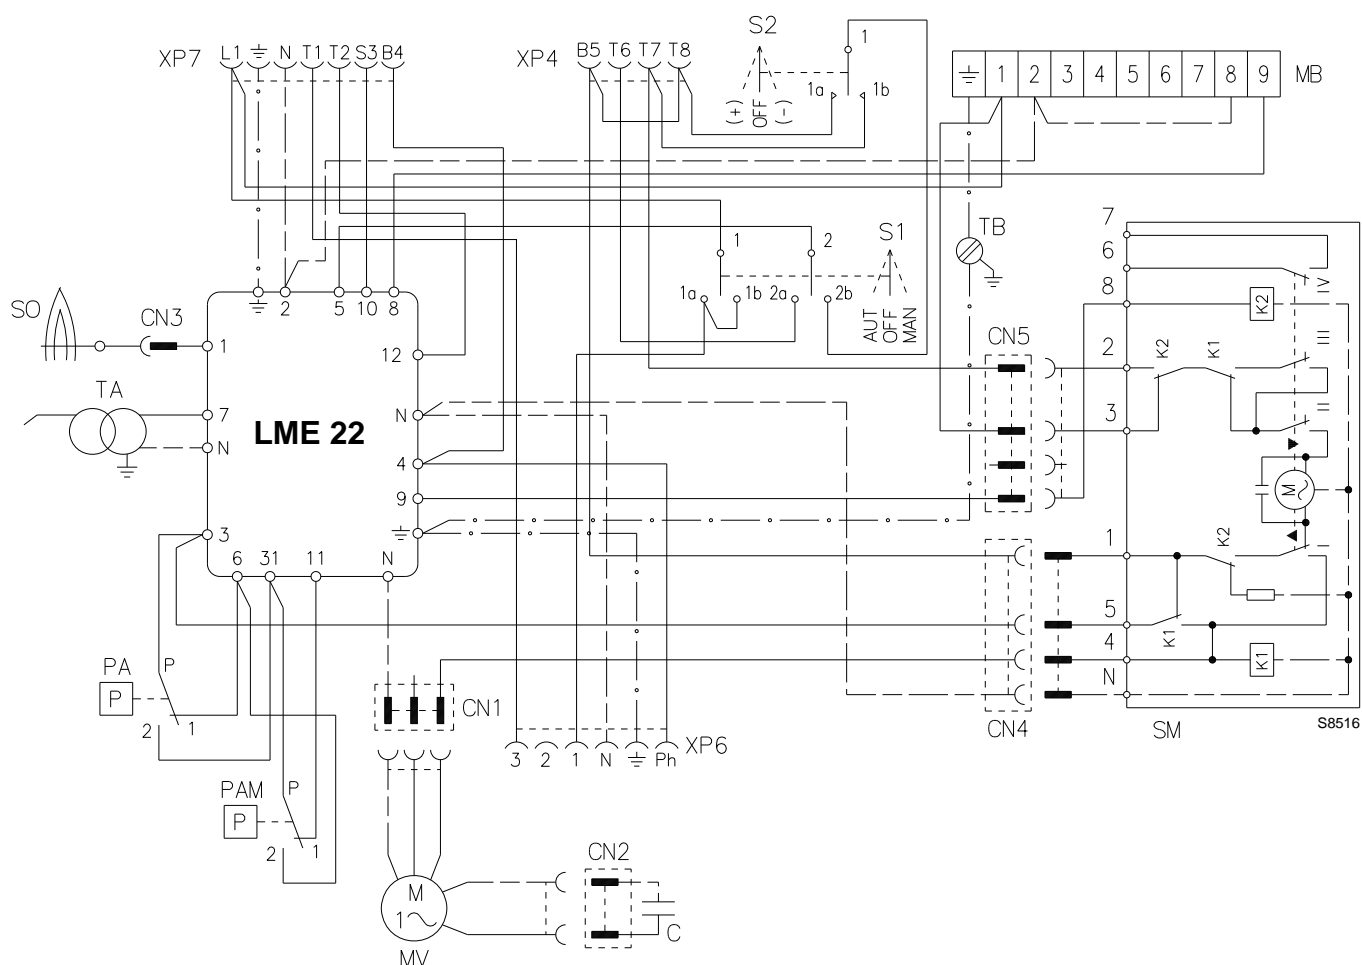 S2
XP7 L1 N T1 T2 S3 B4
XP4 B5 T6 T7 T8
1
1a 1b
(+) OFF (-)
1 2 3 4 5 6 7 8 9 MB
TB
S1
1 2
1a 1b 2a 2b
AUT
OFF
MAN
SO
CN3
1
2 5 10 8
12
TA
7
N
LME 22
N
4
9
3
6 31 11 N
CN5
7
6
8
2
3
1
5
4
N
K2
IV
III
K2 K1
II
M
K2
I
K1
K1
CN4
SM
S8516
PA
P
P
2 1
PAM
P
P
2 1
CN1
3 2 1 N Ph
XP6
M
1
MV
CN2
C